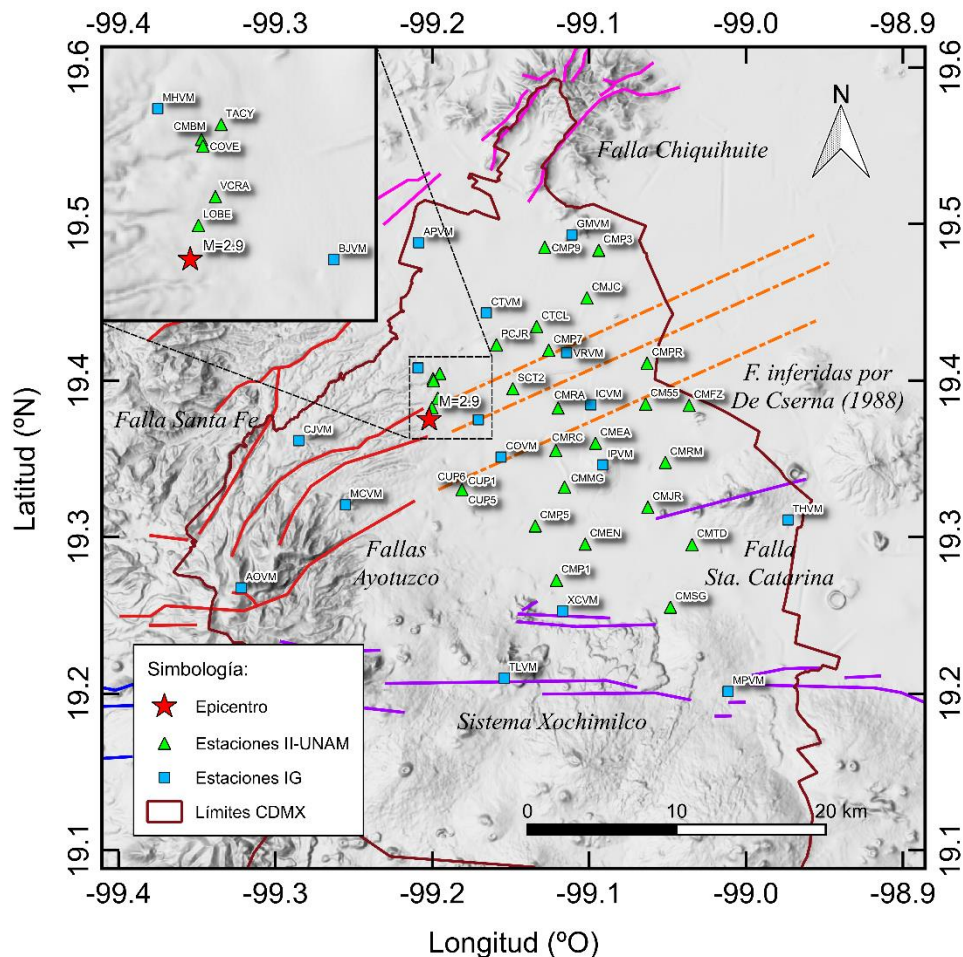 -99.4
-99.3
-99.2
-99.1
-99.0
-98.9
19.6
19.5
19.4
19.3
19.2
19.1
Latitud (ºN)
MHVM
TACY
CMBM
COVE
VCRA
LOBE
M=2.9
BJVM
N
Falla Chiquihuite
APVM
GMVM
CMP9
CMP3
CMJC
CTVM
CTCL
PCJR
CMP7
VRVM
CMPR
SCT2
M=2.9
CMRA
ICVM
CM55
CMFZ
F. inferidas por
De Cserna (1988)
Falla Santa Fe
CJVM
COVM
CMRC
CMEA
IPVM
CMRM
CUP6
CUP1
CUP5
CMMG
MCVM
CMJR
THVM
CMP5
CMEN
CMTD
Fallas
Ayotuzco
Falla
Sta. Catarina
AOVM
CMP1
XCVM
CMSG
TLVM
MPVM
Sistema Xochimilco
Simbología:
Epicentro
Estaciones II-UNAM
Estaciones IG
Límites CDMX
0
10
20 km
19.6
19.5
19.4
19.3
19.2
19.1
-99.4
-99.3
-99.2
-99.1
-99.0
-98.9
Longitud (ºO)